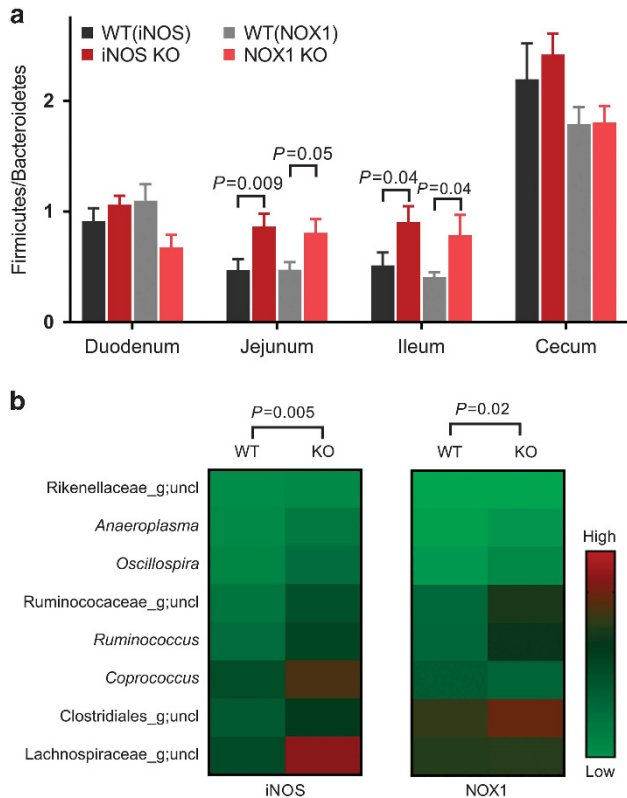 a
WT(iNOS) WT(NOX1)
iNOS KO NOX1 KO
Firmicutes/Bacteroidetes
2
1
0
P=0.009
P=0.05
P=0.04
P=0.04
Duodenum Jejunum Ileum Cecum
b
P=0.005 P=0.02
WT KO WT KO
Rikenellaceae_g;uncl
Anaeroplasma
Oscillospira
Ruminococaceae_g;uncl
Ruminococcus
Coprococcus
Clostridiales_g;uncl
Lachnospiraceae_g;uncl
iNOS NOX1
High
Low